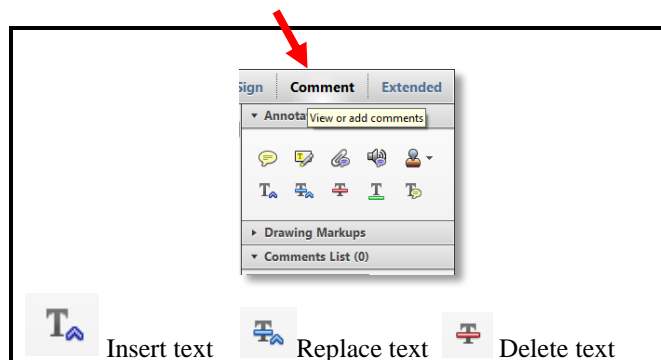 Sign Comment Extended
Annota
View or add comments
Drawing Markups
Comments List (0)
Insert text Replace text Delete text